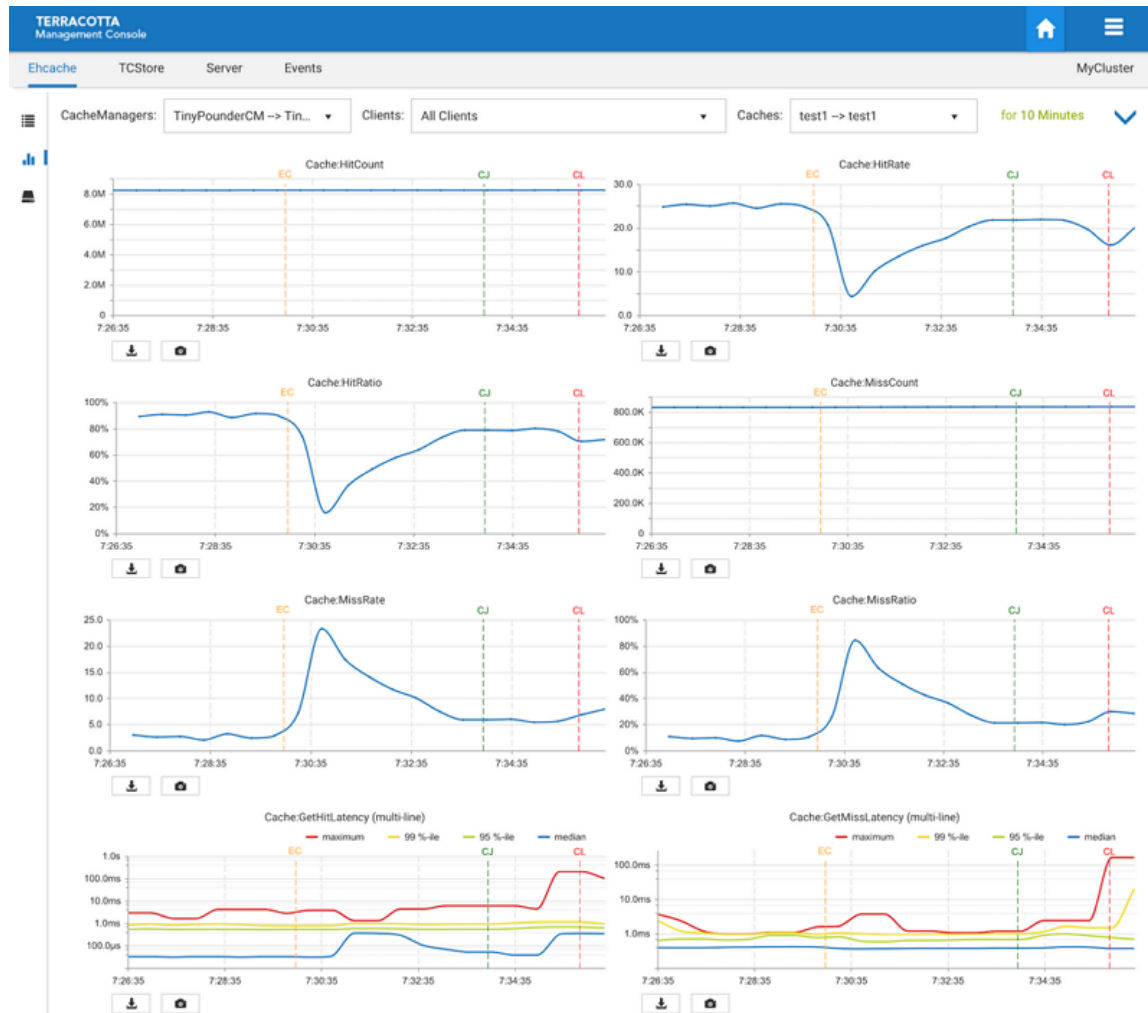 TERRACOTTA
Management Console
Ehcache TCStore Server Events MyCluster
CacheManagers: TinyPounderCM --> Tin... Clients: All Clients Caches: test1 --> test1 for 10 Minutes
Cache:HitCount
EC CJ CL
8.0M
6.0M
4.0M
2.0M
0
7:26:35 7:28:35 7:30:35 7:32:35 7:34:35
Cache:HitRate
EC CJ CL
30.0
20.0
10.0
0.0
7:26:35 7:28:35 7:30:35 7:32:35 7:34:35
Cache:HitRatio
EC CJ CL
100%
80%
60%
40%
20%
0%
7:26:35 7:28:35 7:30:35 7:32:35 7:34:35
Cache:MissCount
EC CJ CL
800.0K
600.0K
400.0K
200.0K
0
7:26:35 7:28:35 7:30:35 7:32:35 7:34:35
Cache:MissRate
EC CJ CL
25.0
20.0
15.0
10.0
5.0
0.0
7:26:35 7:28:35 7:30:35 7:32:35 7:34:35
Cache:MissRatio
EC CJ CL
100%
80%
60%
40%
20%
0%
7:26:35 7:28:35 7:30:35 7:32:35 7:34:35
Cache:GetHitLatency (multi-line)
maximum 99 %-ile 95 %-ile median
EC CJ CL
1.0s
100.0ms
10.0ms
1.0ms
100.0µs
7:26:35 7:28:35 7:30:35 7:32:35 7:34:35
Cache:GetMissLatency (multi-line)
maximum 99 %-ile 95 %-ile median
EC CJ CL
100.0ms
10.0ms
1.0ms
7:26:35 7:28:35 7:30:35 7:32:35 7:34:35